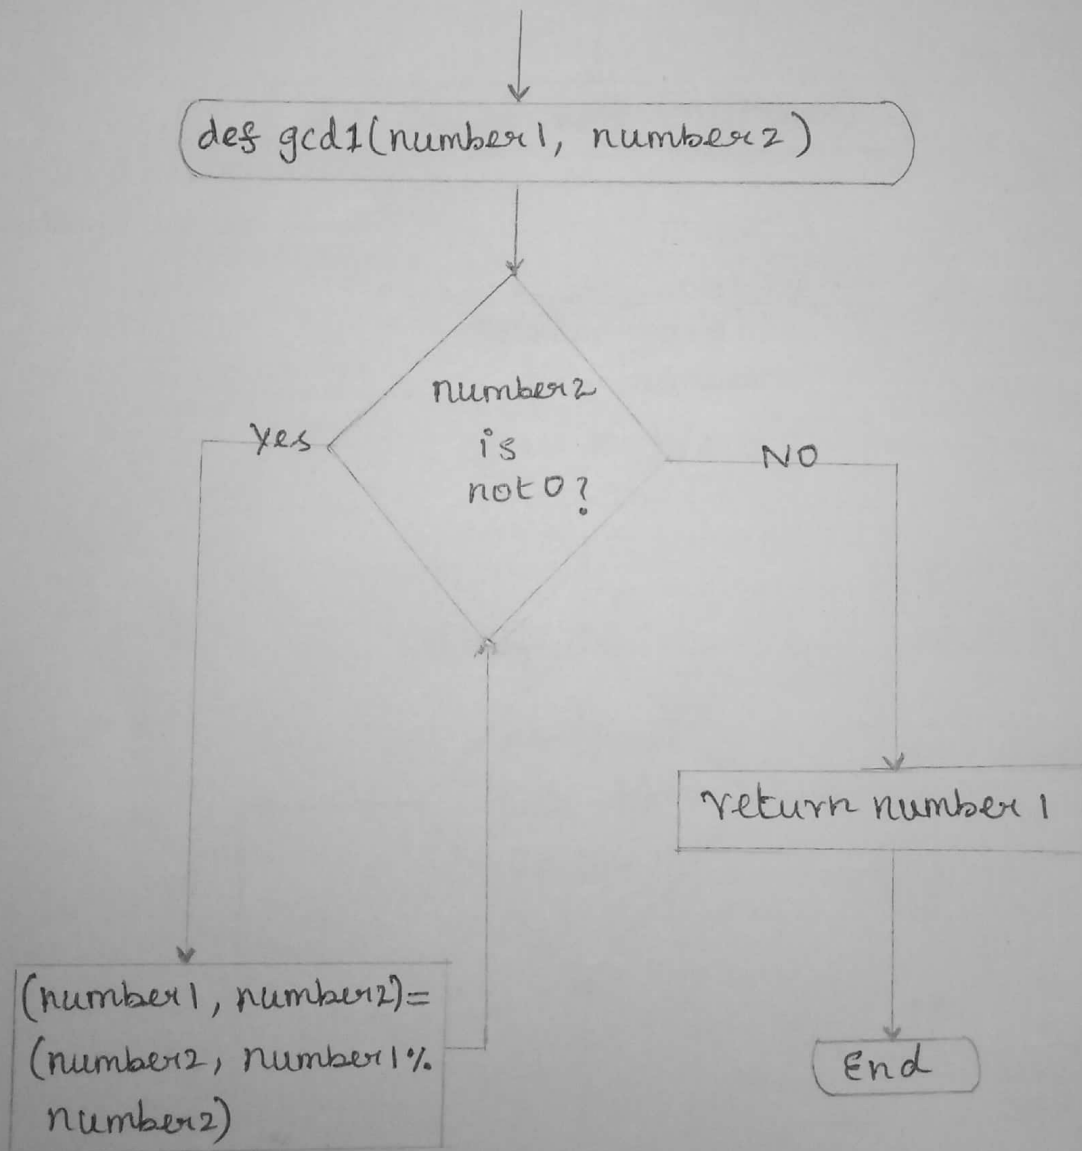 def gcd1(number1, number2)
number2
is
not 0?
Yes
NO
return number 1
(number1, number2)=
(number2, number1%
number2)
End